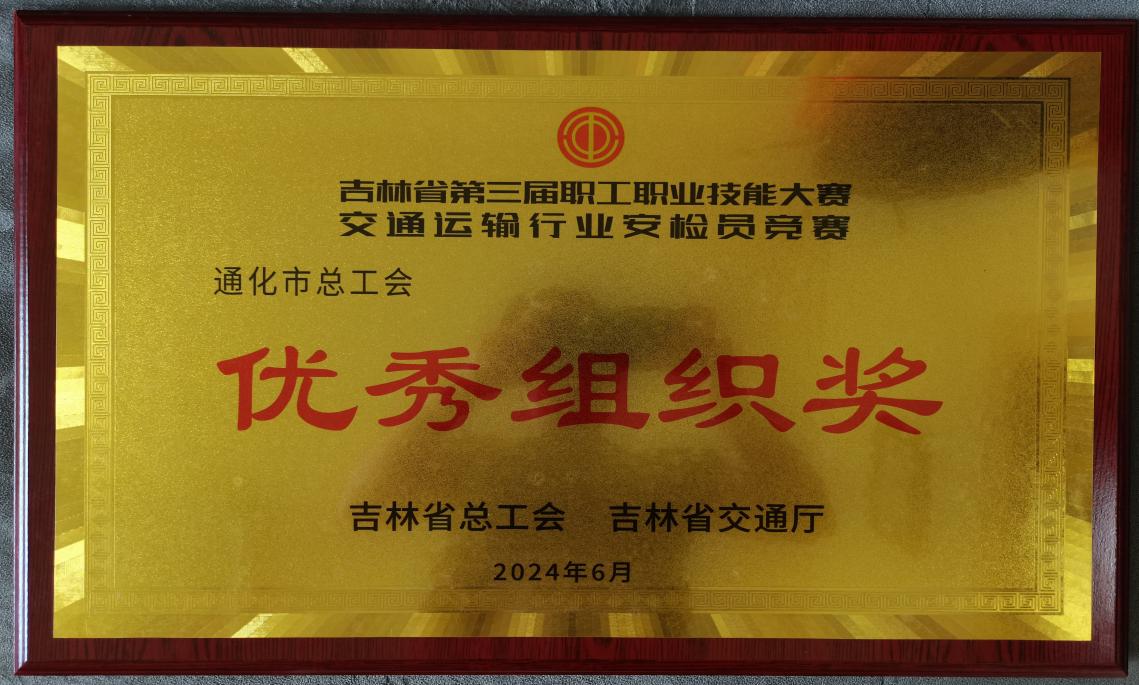 吉林省第三届职工职业技能大赛
交通运输行业安检员竞赛
通化市总工会
优秀组织奖
吉林省总工会 吉林省交通厅
2024年6月